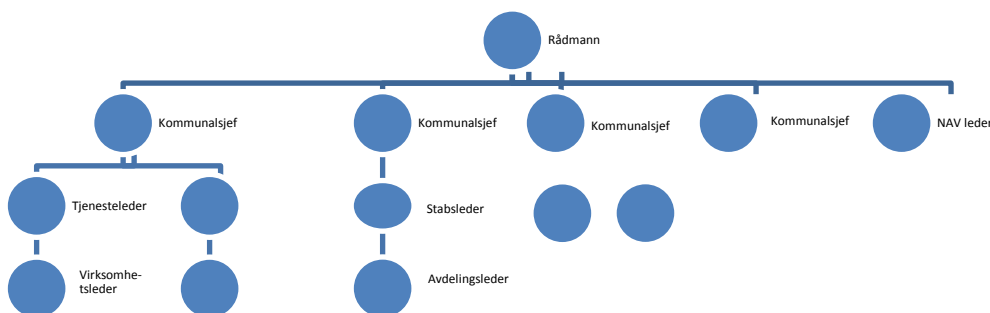 Rådmann
Kommunalsjef
Kommunalsjef
Kommunalsjef
Kommunalsjef
NAV leder
Tjenesteleder
Stabsleder
Virksomhe-
tsleder
Avdelingsleder